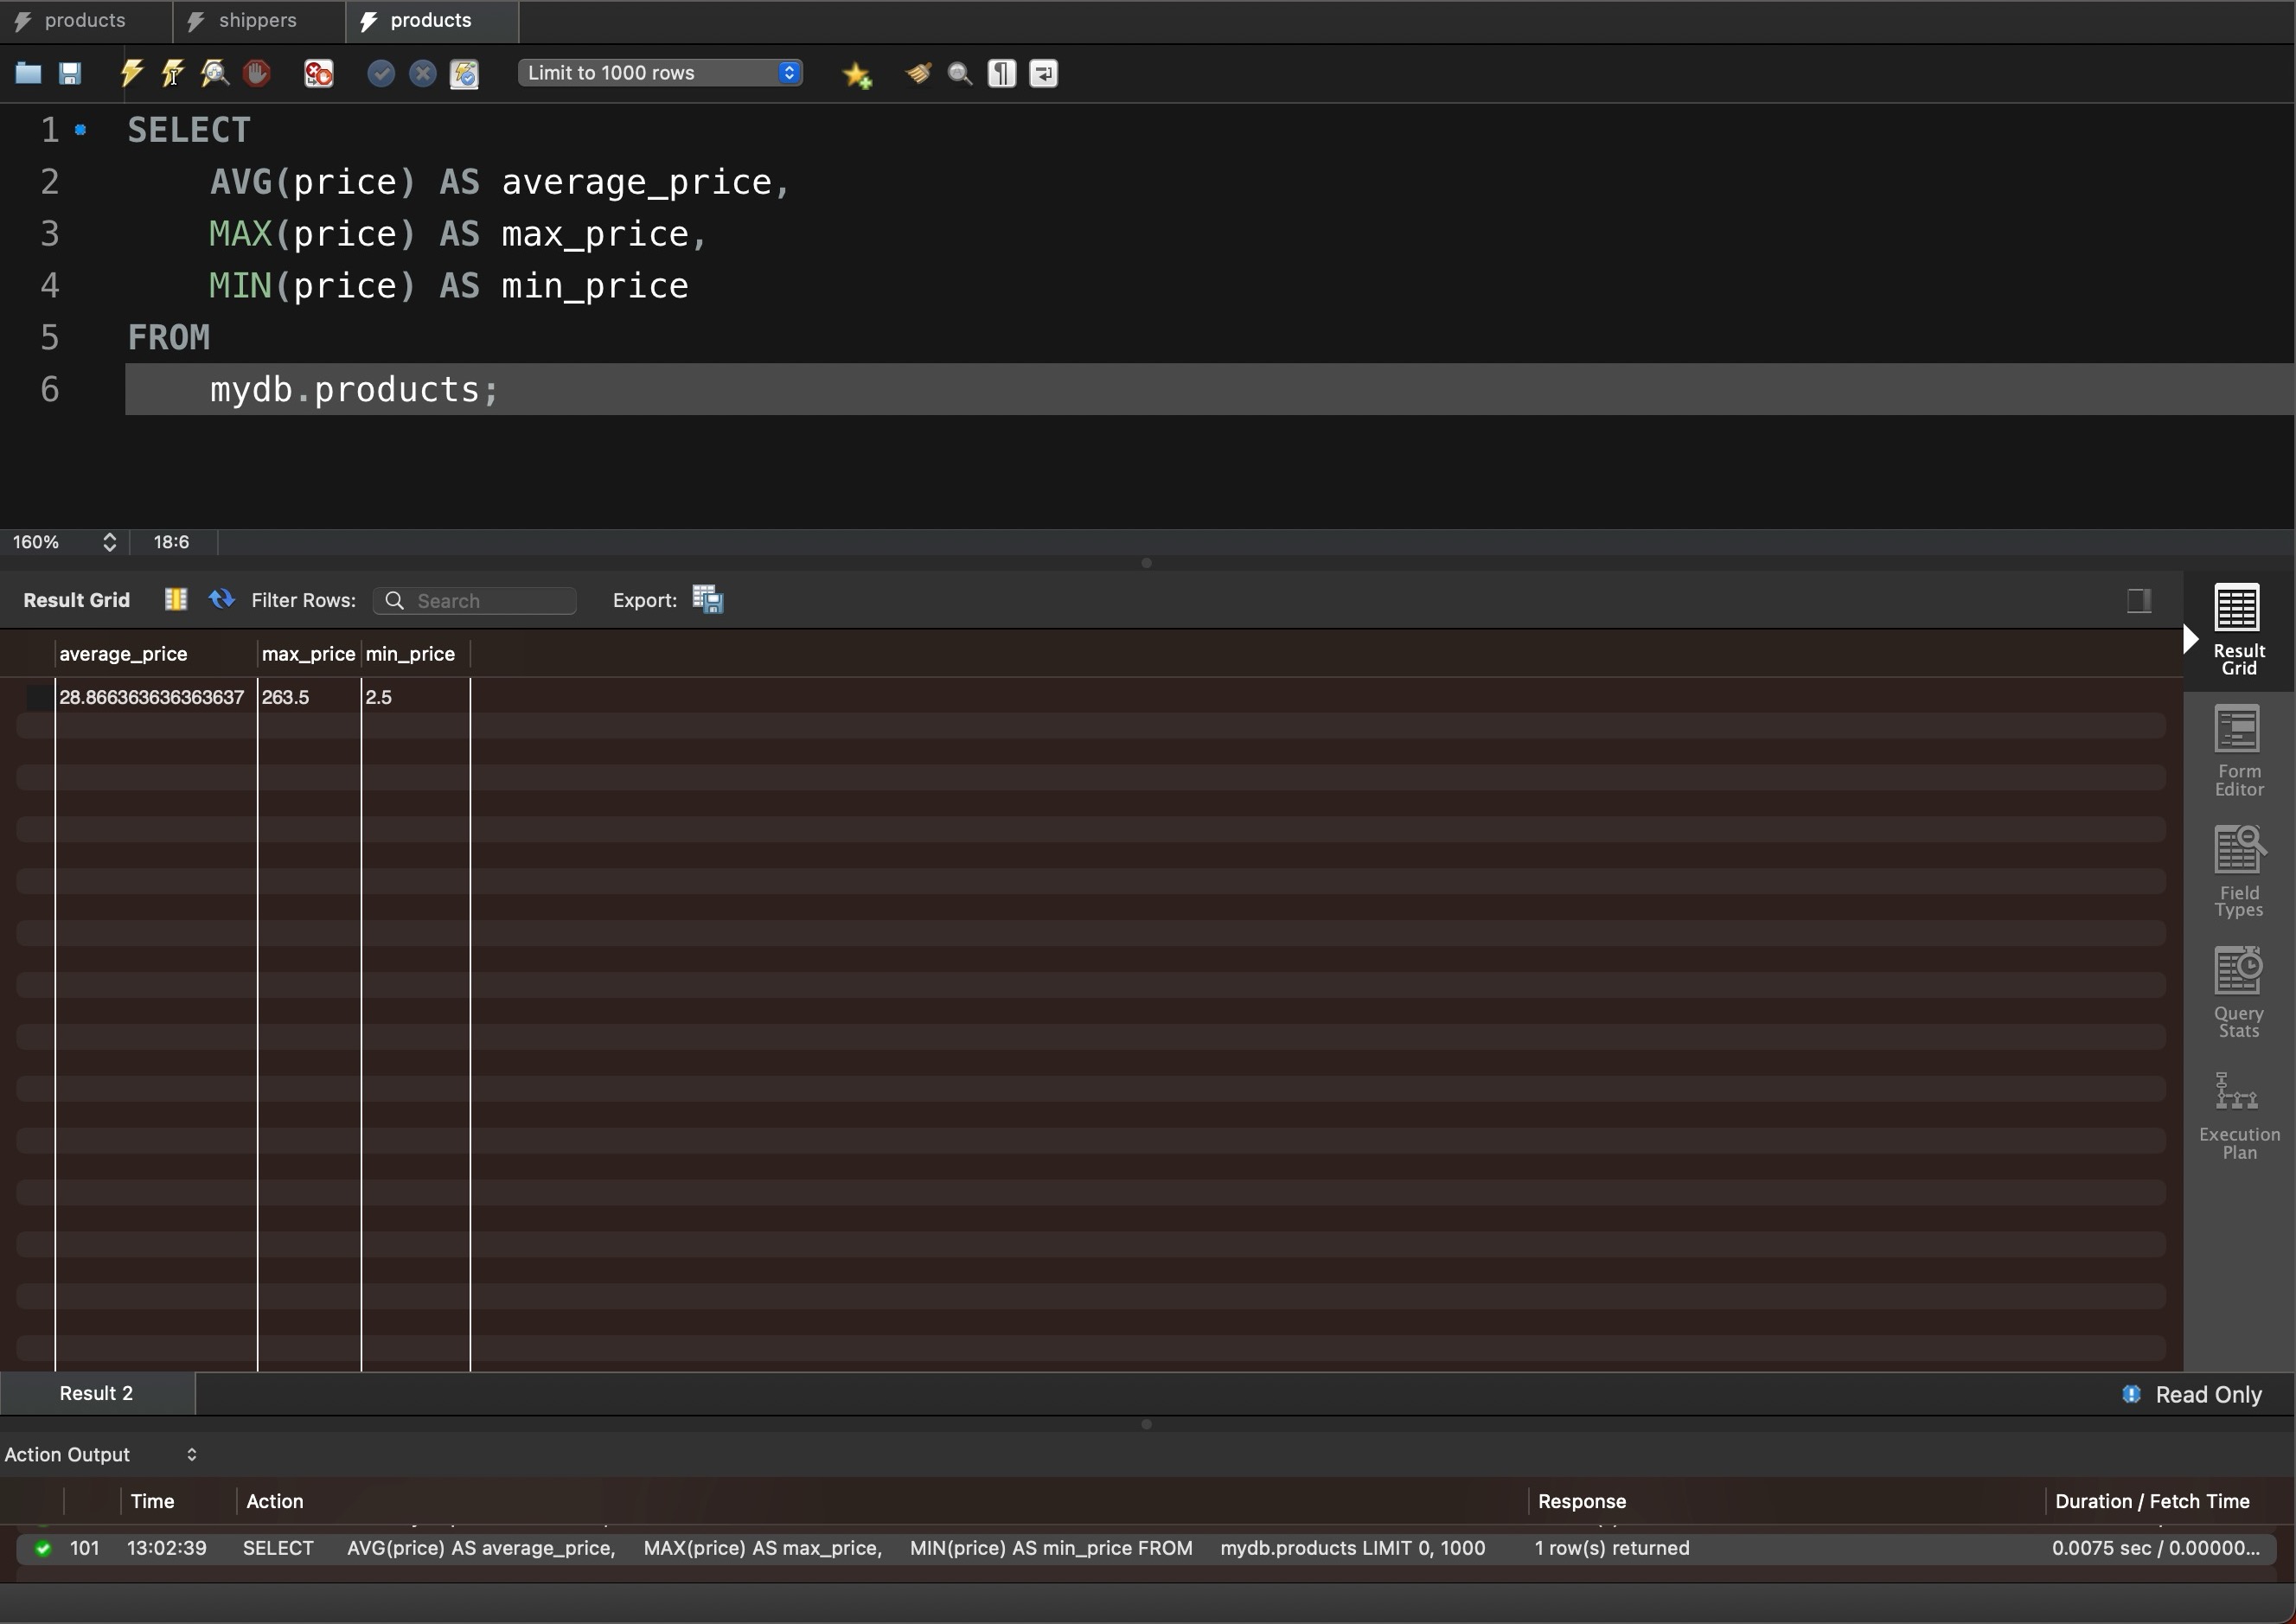 products shippers products
Limit to 1000 rows
1 SELECT
2 AVG(price) AS average_price,
3 MAX(price) AS max_price,
4 MIN(price) AS min_price
5 FROM
6 mydb.products;
160% 18:6
Result Grid Filter Rows: Search Export:
average_price max_price min_price
28.866363636363637 263.5 2.5
Result
Grid
Form
Editor
Field
Types
Query
Stats
Execution
Plan
Result 2 Read Only
Action Output
Time Action Response Duration / Fetch Time
101 13:02:39 SELECT AVG(price) AS average_price, MAX(price) AS max_price, MIN(price) AS min_price FROM mydb.products LIMIT 0, 1000 1 row(s) returned 0.0075 sec / 0.00000...